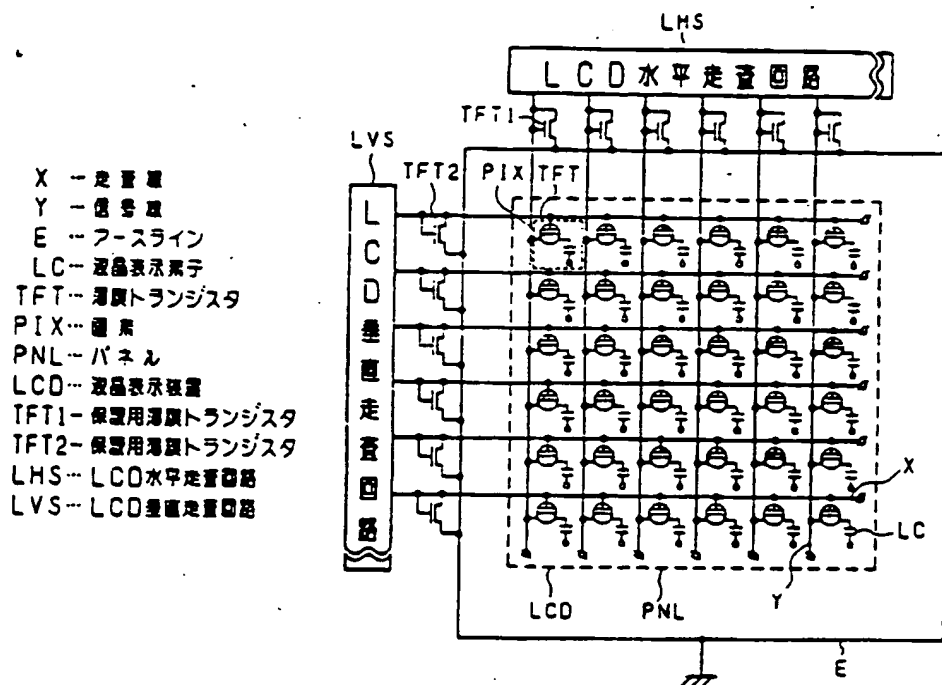 LHS
LCD水平走査回路
TFT1
LVS
TFT2
PIX
TFT
LCD垂直走査回路
X…走査線
Y…信号線
E…アースライン
LC…液晶表示素子
TFT…薄膜トランジスタ
PIX…画素
PNL…パネル
LCD…液晶表示装置
TFT1…保護用薄膜トランジスタ
TFT2…保護用薄膜トランジスタ
LHS…LCD水平走査回路
LVS…LCD垂直走査回路
X
LC
LCD
PNL
Y
E